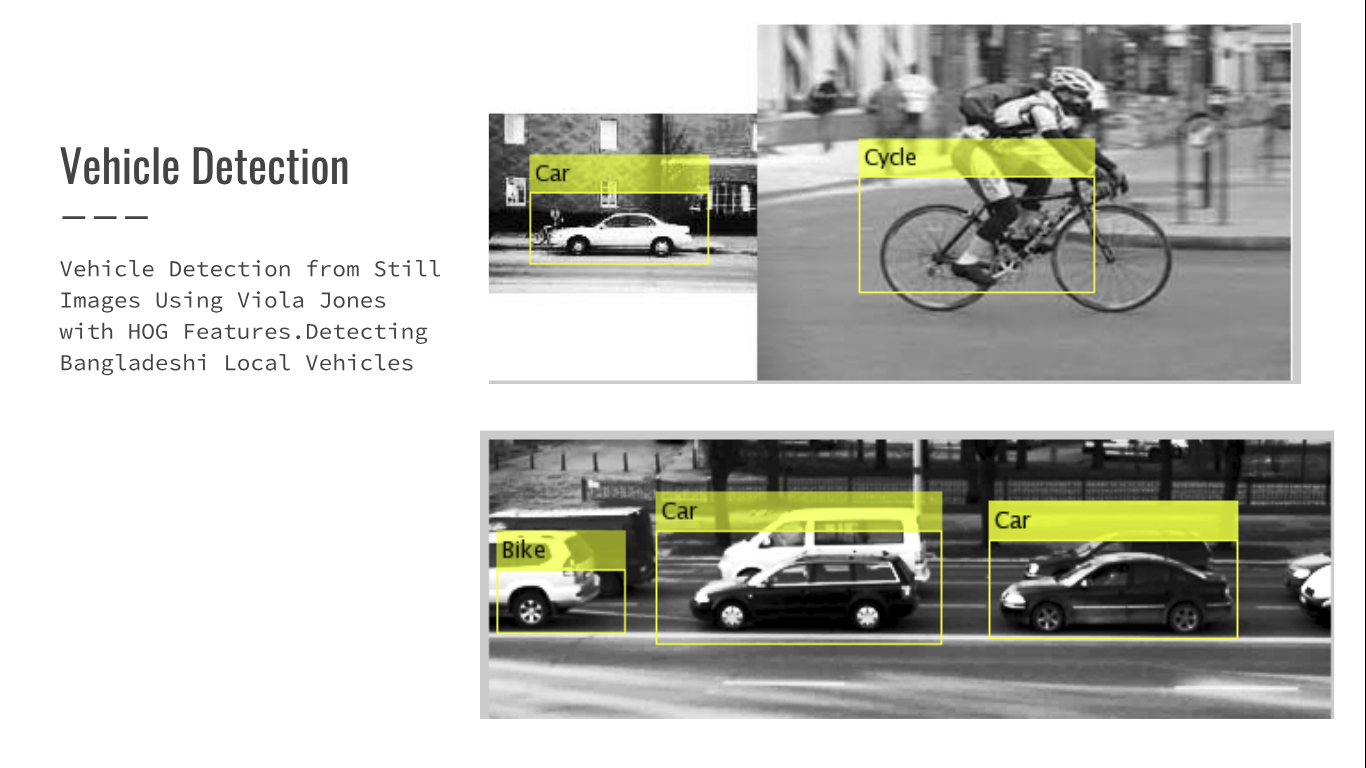 Vehicle Detection
Vehicle Detection from Still
Images Using Viola Jones
with HOG Features.Detecting
Bangladeshi Local Vehicles
Car
Cycle
Bike
Car
Car